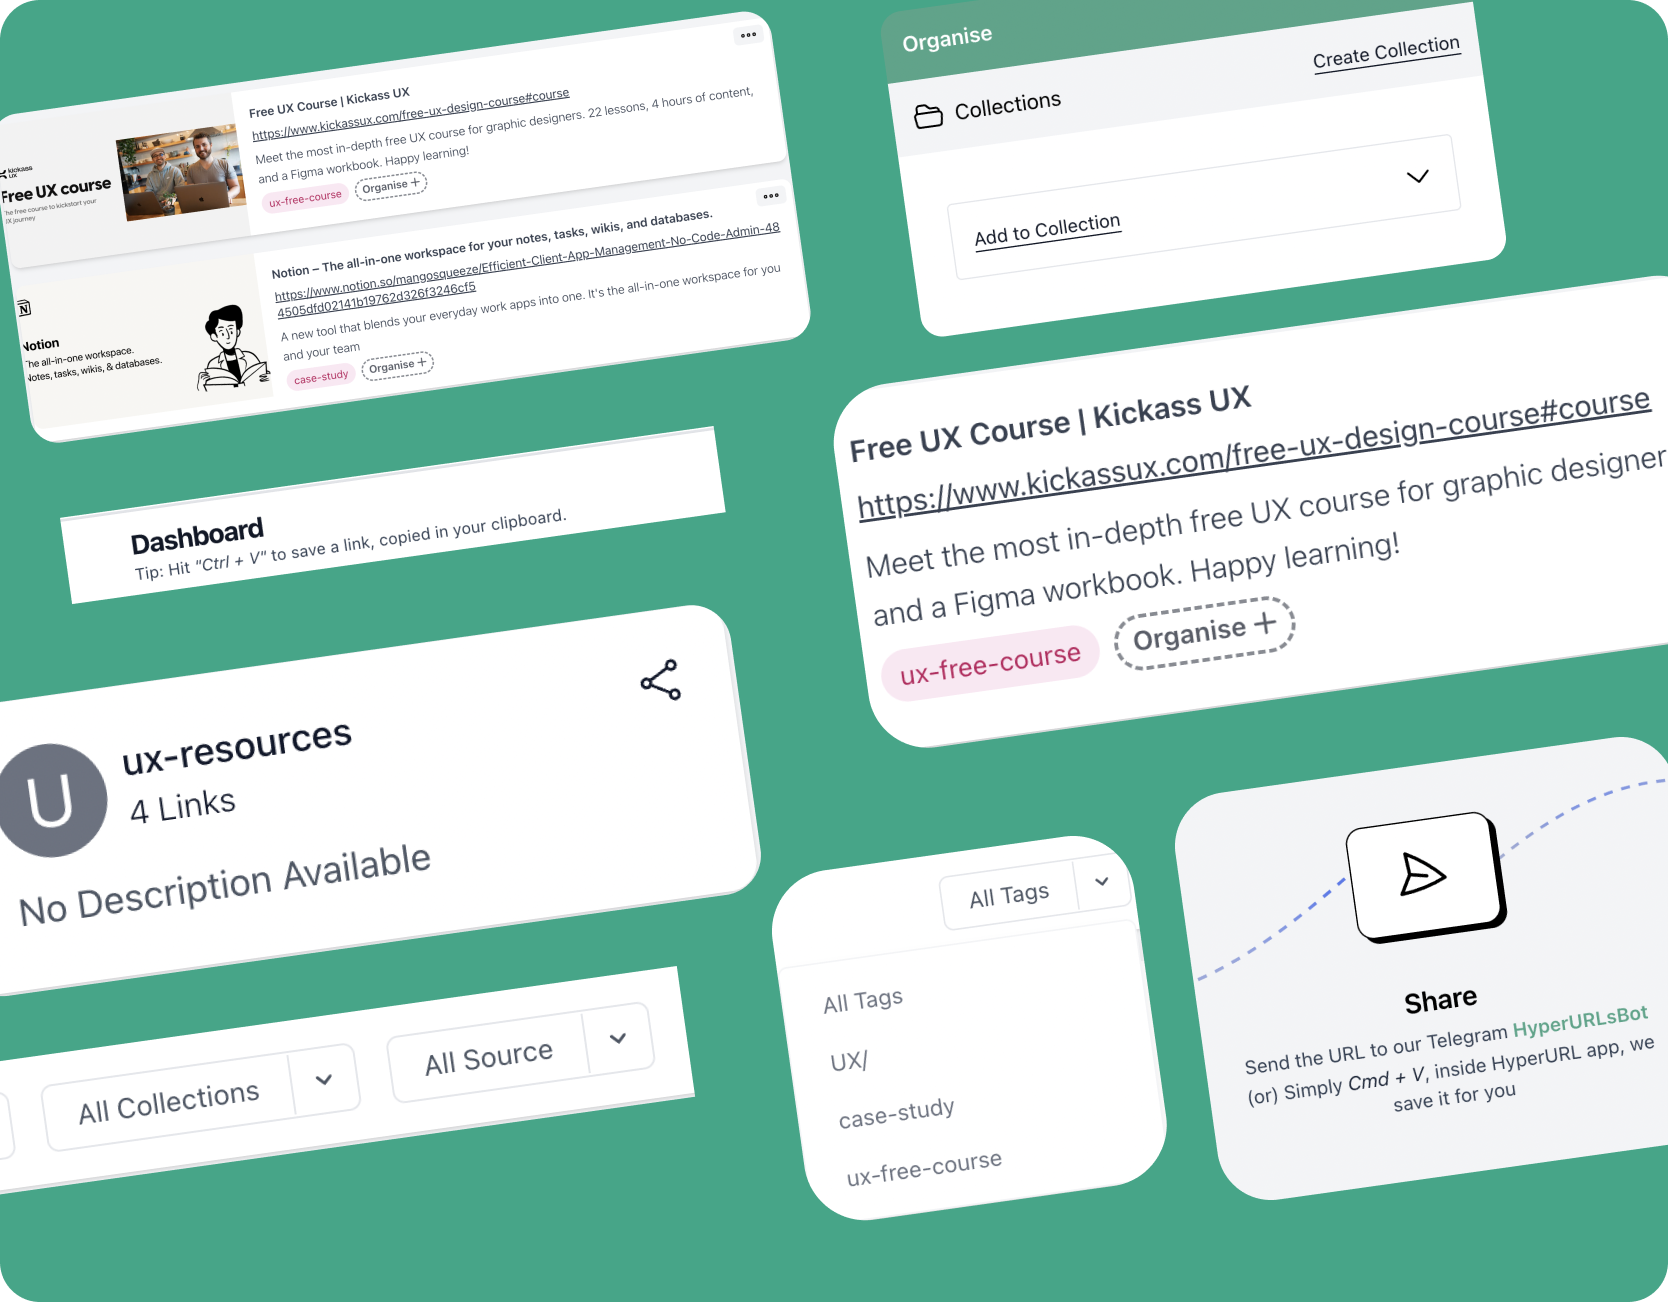 Free UX Course | Kickass UX
https://www.kickassux.com/free-ux-design-course#course
Meet the most in-depth free UX course for graphic designers. 22 lessons, 4 hours of content,
and a Figma workbook. Happy learning!
ux-free-course
Organise +
kickass
UX
Free UX course
The free course to kickstart your
UX journey
Notion – The all-in-one workspace for your notes, tasks, wikis, and databases.
https://www.notion.so/mangosqueeze/Efficient-Client-App-Management-No-Code-Admin-48
4505dfd02141b19762d326f3246cf5
A new tool that blends your everyday work apps into one. It's the all-in-one workspace for you
and your team
case-study
Organise +
N
Notion
The all-in-one workspace.
Notes, tasks, wikis, & databases.
Organise
Create Collection
Collections
Add to Collection
Dashboard
Tip: Hit "Ctrl + V" to save a link, copied in your clipboard.
Free UX Course | Kickass UX
https://www.kickassux.com/free-ux-design-course#course
Meet the most in-depth free UX course for graphic designer
and a Figma workbook. Happy learning!
ux-free-course
Organise +
U
ux-resources
4 Links
No Description Available
All Collections
All Source
All Tags
All Tags
UX/
case-study
ux-free-course
Share
Send the URL to our Telegram HyperURLsBot
(or) Simply Cmd + V, inside HyperURL app, we
save it for you